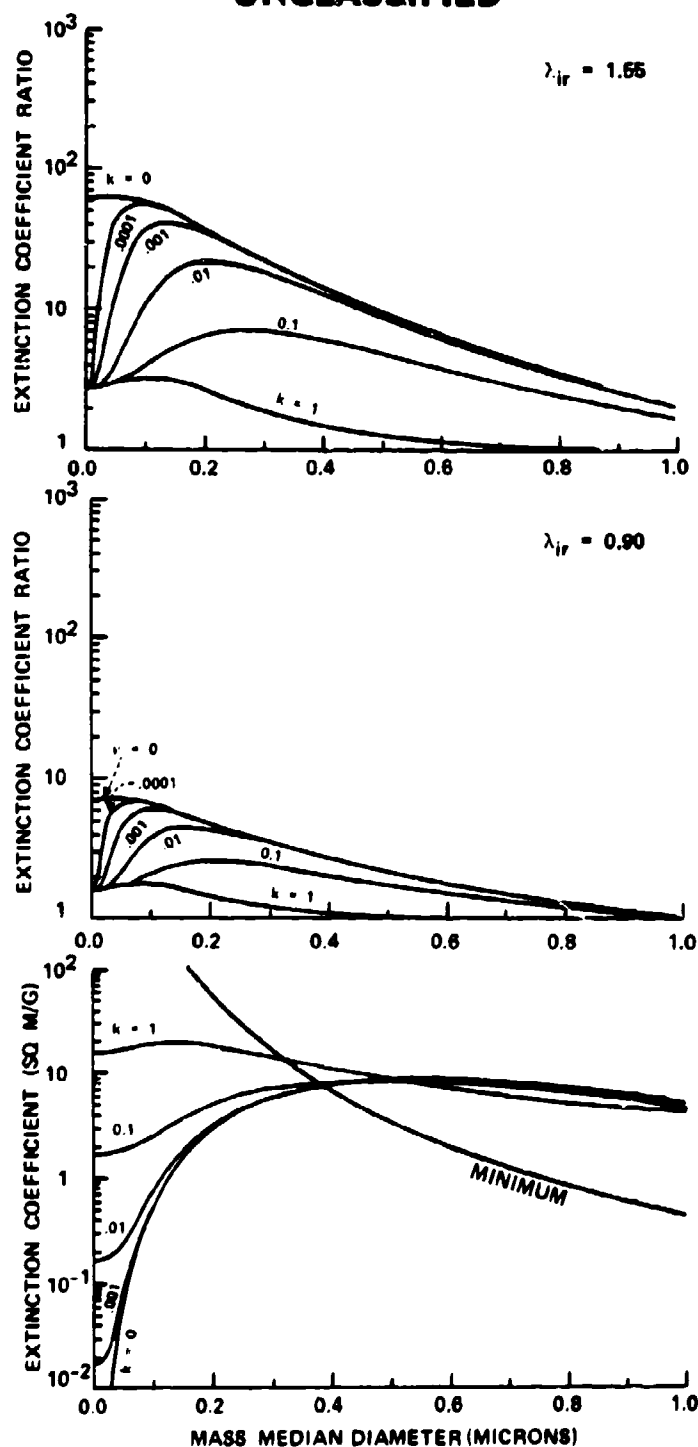 UNCLASSIFIED
EXTINCTION COEFFICIENT RATIO
10³
10²
10
1
λir = 1.55
k = 0
.0001
.001
.01
0.1
k = 1
0.0 0.2 0.4 0.6 0.8 1.0
EXTINCTION COEFFICIENT RATIO
10³
10²
10
1
λir = 0.90
= 0
.0001
.001
.01
0.1
k = 1
0.0 0.2 0.4 0.6 0.8 1.0
EXTINCTION COEFFICIENT (SQ M/G)
10²
10
1
10⁻¹
10⁻²
k = 1
0.1
.01
.001
k = 0
MINIMUM
0.0 0.2 0.4 0.6 0.8 1.0
MASS MEDIAN DIAMETER (MICRONS)